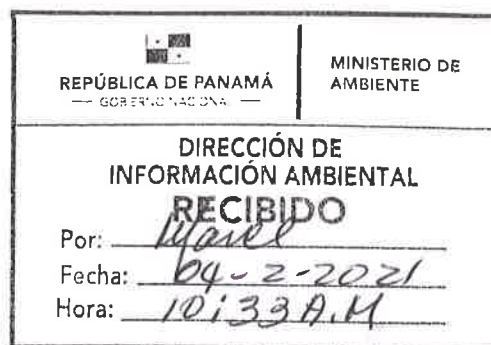 REPÚBLICA DE PANAMÁ
— GOBIERNO NACIONAL —
MINISTERIO DE
AMBIENTE
DIRECCIÓN DE
INFORMACIÓN AMBIENTAL
RECIBIDO
Por:
Fecha: 04-2-2021
Hora: 10:33 A.M